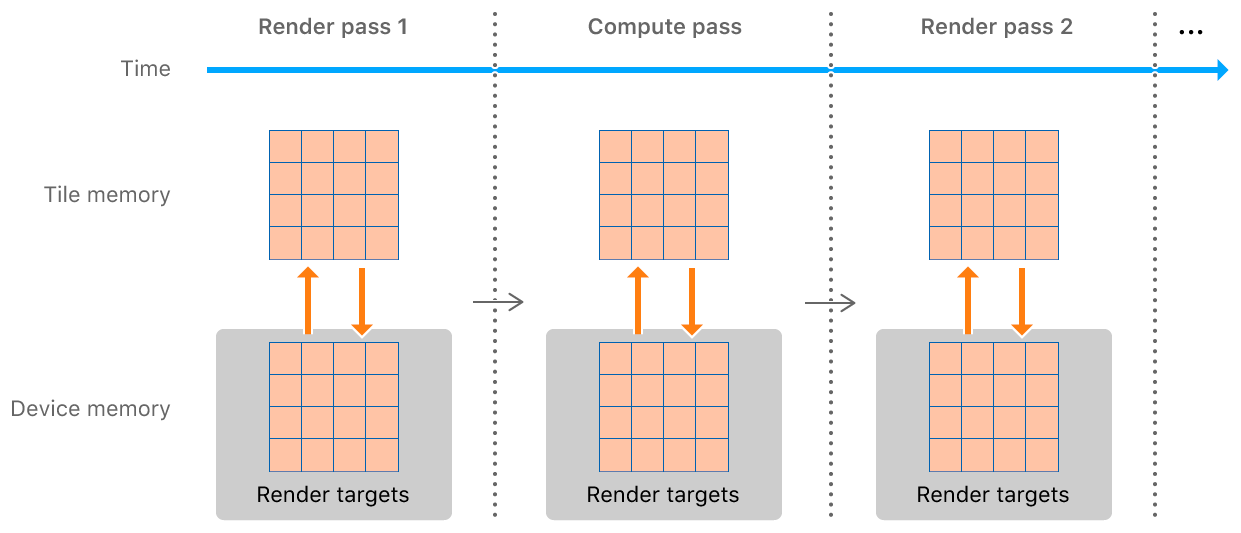 Render pass 1
Compute pass
Render pass 2
...
Time
Tile memory
Device memory
Render targets
Render targets
Render targets